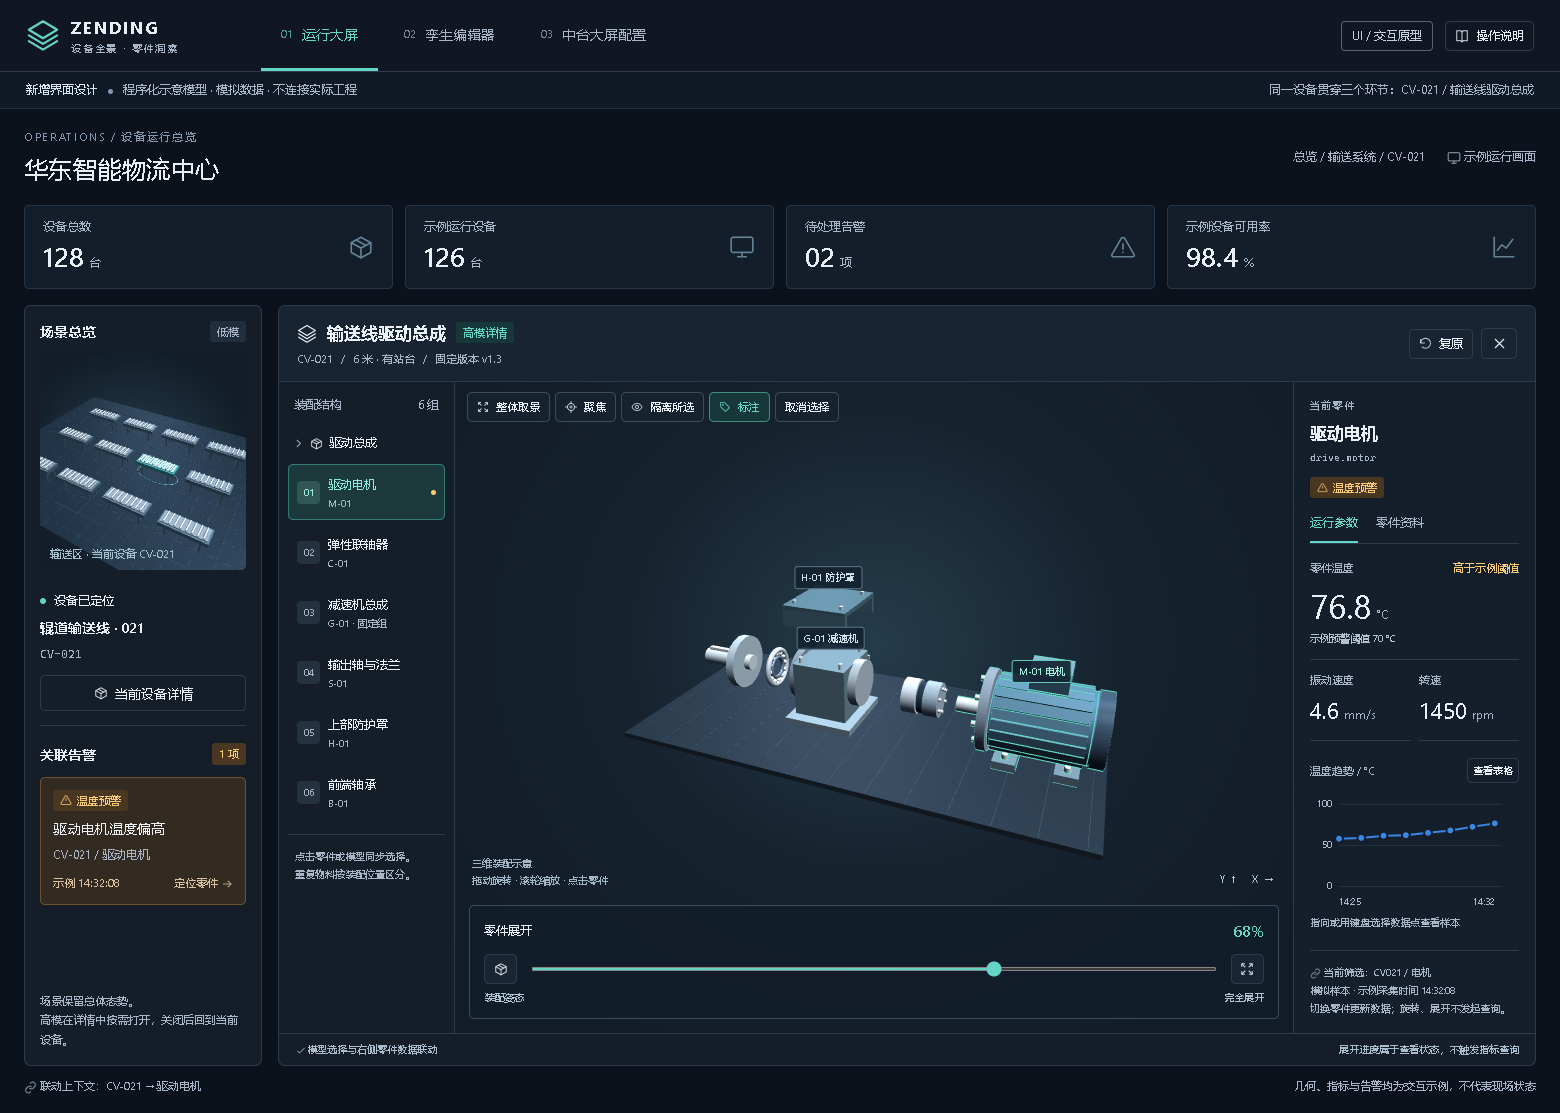 ZENDING
设备全景 · 零件洞察
01 运行大屏
02 孪生编辑器
03 中台大屏配置
UI / 交互原型
操作说明
新增界面设计 ● 程序化示意模型 · 模拟数据 · 不连接实际工程
同一设备贯穿三个环节：CV-021 / 输送线驱动总成
OPERATIONS / 设备运行总览
华东智能物流中心
总览 / 输送系统 / CV-021
示例运行画面
设备总数
128 台
示例运行设备
126 台
待处理告警
02 项
示例设备可用率
98.4 %
场景总览
低模
输送区 · 当前设备 CV-021
设备已定位
辊道输送线 · 021
CV-021
当前设备详情
关联告警
1 项
温度预警
驱动电机温度偏高
CV-021 / 驱动电机
示例 14:32:08
定位零件 →
场景保留总体态势。
高模在详情中按需打开，关闭后回到当前
设备。
输送线驱动总成
高模详情
CV-021 / 6 米 · 有站台 / 固定版本 v1.3
复原
装配结构
6 组
驱动总成
01 驱动电机
M-01
02 弹性联轴器
C-01
03 减速机总成
G-01 · 固定组
04 输出轴与法兰
S-01
05 上部防护罩
H-01
06 前端轴承
B-01
点击零件或模型同步选择。
重复物料按装配位置区分。
整体取景
聚焦
隔离所选
标注
取消选择
H-01 防护罩
G-01 减速机
M-01 电机
三维装配示意
拖动旋转 · 滚轮缩放 · 点击零件
Y ↑ X →
零件展开
68%
装配姿态
完全展开
当前零件
驱动电机
drive.motor
温度预警
运行参数
零件资料
零件温度
高于示例阈值
76.8 °C
示例预警阈值 70 °C
振动速度
转速
4.6 mm/s
1450 rpm
温度趋势 / °C
查看表格
100
50
0
14:25
14:32
指向或用键盘选择数据点查看样本
当前筛选：CV021 / 电机
模拟样本 · 示例采集时间 14:32:08
切换零件更新数据；旋转、展开不发起查询。
模型选择与右侧零件数据联动
展开进度属于查看状态，不触发指标查询
联动上下文：CV-021 → 驱动电机
几何、指标与告警均为交互示例，不代表现场状态